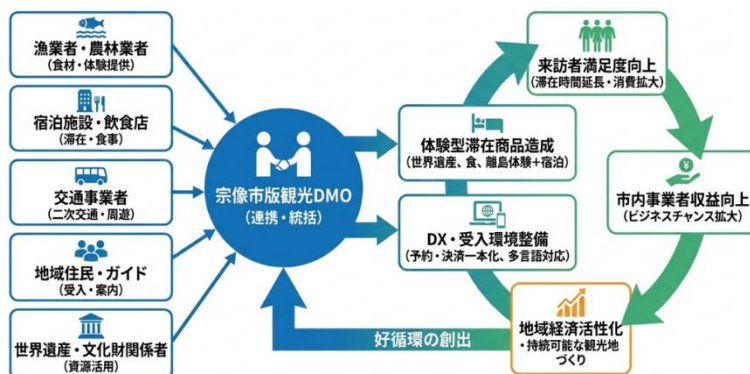 漁業者・農林業者
(食材・体験提供)
宿泊施設・飲食店
(滞在・食事)
交通事業者
(二次交通・周遊)
地域住民・ガイド
(受入・案内)
世界遺産・文化財関係者
(資源活用)
宗像市版観光DMO
(連携・統括)
体験型滞在商品造成
(世界遺産、食、離島体験+宿泊)
DX・受入環境整備
(予約・決済一本化、多言語対応)
来訪者満足度向上
(滞在時間延長・消費拡大)
¥
市内事業者収益向上
(ビジネスチャンス拡大)
地域経済活性化
・持続可能な観光地
づくり
好循環の創出